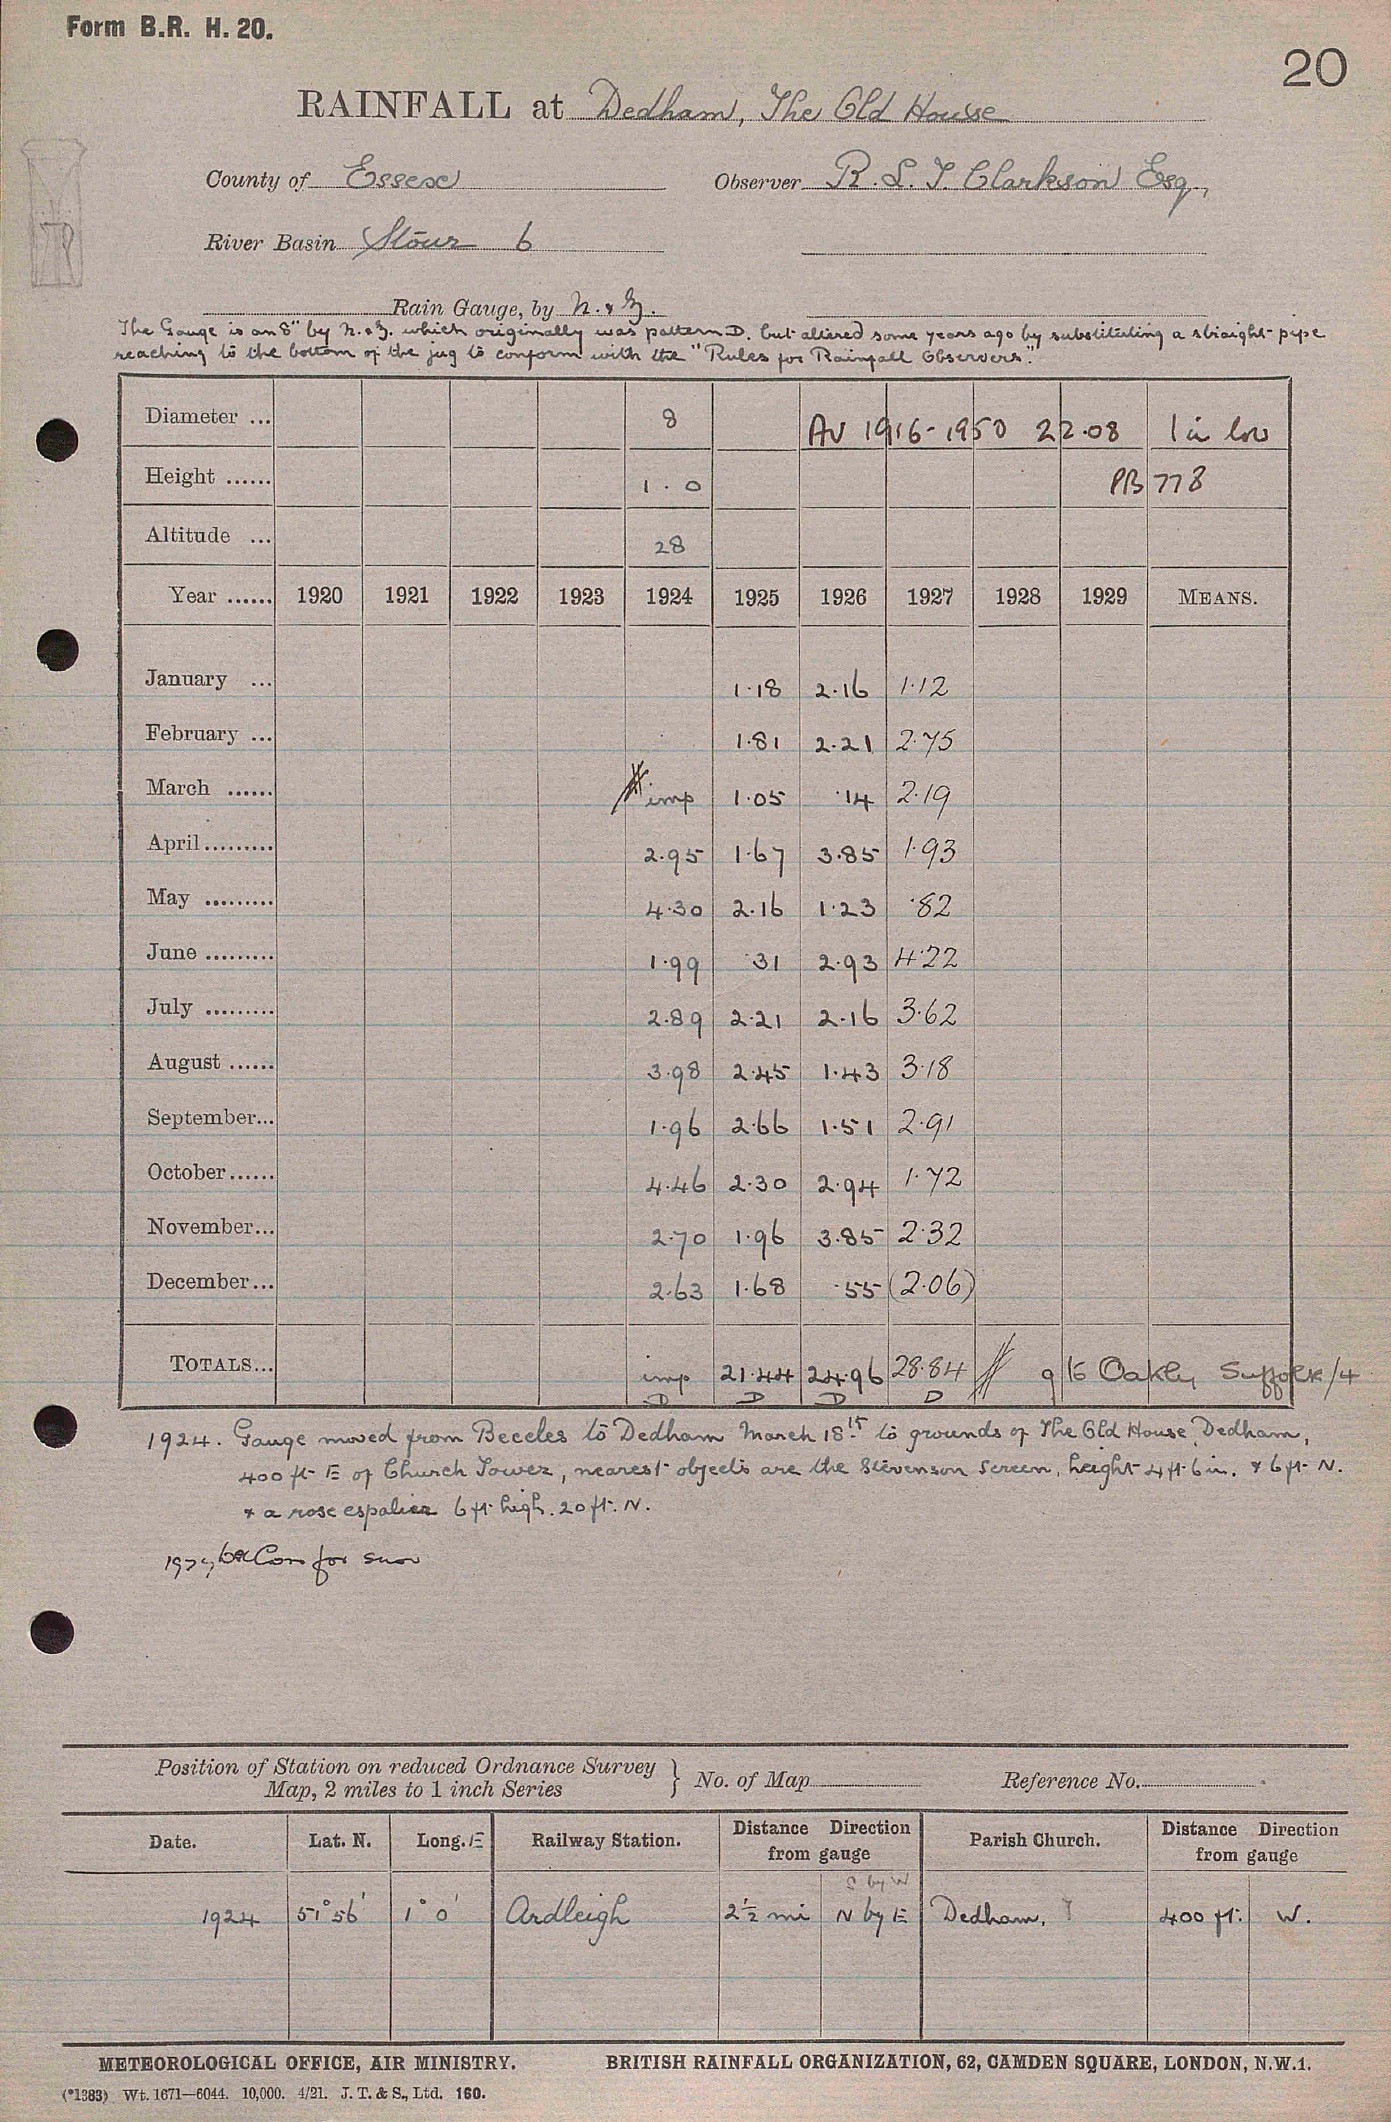 Form B.R. H. 20.
20
RAINFALL at Dedham, The Old House
County of Essex Observer R. L. T. Clarkson Esq,
River Basin Stour 6
Rain Gauge, by N. & Z.
The Gauge is an 8" by N. & Z. which originally was pattern D. but altered some years ago by substituting a straight pipe
reaching to the bottom of the jug to conform with the "Rules for Rainfall Observers."
Diameter ... 8 Av 1916-1950 22.08 1 in low
Height ...... 1.0 PB 778
Altitude ... 28
Year ...... 1920 1921 1922 1923 1924 1925 1926 1927 1928 1929 MEANS.
January ... 1.18 2.16 1.12
February ... 1.81 2.21 2.75
March ...... imp 1.05 .14 2.19
April ......... 2.95 1.67 3.85 1.93
May ......... 4.30 2.16 1.23 .82
June ......... 1.99 .31 2.93 4.22
July ......... 2.89 2.21 2.16 3.62
August ...... 3.98 2.45 1.43 3.18
September... 1.96 2.66 1.51 2.91
October ...... 4.46 2.30 2.94 1.72
November... 2.70 1.96 3.85 2.32
December... 2.63 1.68 .55 (2.06)
TOTALS... imp 21.44 24.96 28.84 g to Oakly Suffolk/4
D D D D
1924. Gauge moved from Beccles to Dedham March 18th to grounds of The Old House, Dedham,
400 ft E of Church Tower, nearest objects are the Stevenson Screen, height 4 ft 6 in. & 6 ft N.
& a rose espalier 6 ft high. 20 ft. N.
for snow
Position of Station on reduced Ordnance Survey
Map, 2 miles to 1 inch Series } No. of Map Reference No.
Date. Lat. N. Long. E Railway Station. Distance Direction from gauge Parish Church. Distance Direction from gauge
S by W
1924 51° 56' 1° 0' Ardleigh 2½ mi N by E Dedham. 400 ft. W.
METEOROLOGICAL OFFICE, AIR MINISTRY. BRITISH RAINFALL ORGANIZATION, 62, CAMDEN SQUARE, LONDON, N.W.1.
(*1383) Wt. 1671—6044. 10,000. 4/21. J. T. & S., Ltd. 160.